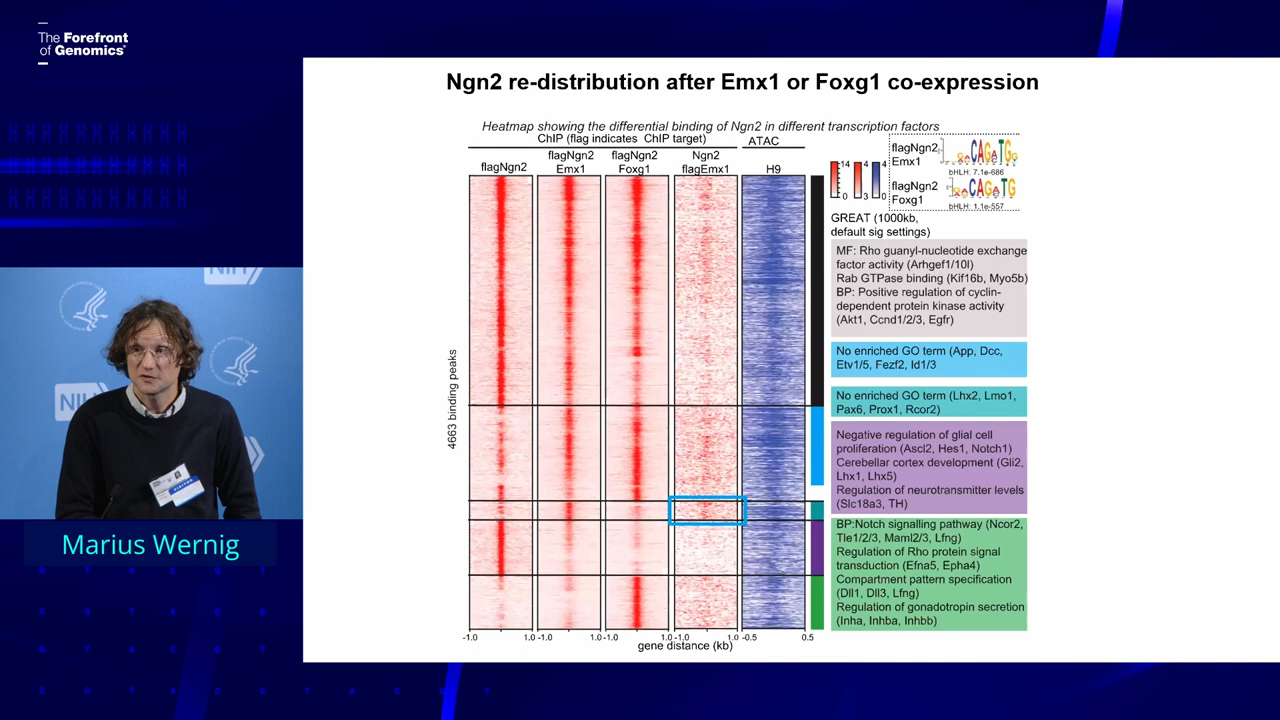 The Forefront
of Genomics
Ngn2 re-distribution after Emx1 or Foxg1 co-expression
Heatmap showing the differential binding of Ngn2 in different transcription factors
ChIP (flag indicates ChIP target)
ATAC
flagNgn2
flagNgn2
Emx1
flagNgn2
Foxg1
Ngn2
flagEmx1
H9
14
0
4
3
4
0
flagNgn2
Emx1
bHLH: 7.1e-686
flagNgn2
Foxg1
bHLH: 1.1e-557
GREAT (1000kb,
default sig settings)
MF: Rho guanyl-nucleotide exchange
factor activity (Arhgef1/10l)
Rab GTPase binding (Kif16b, Myo5b)
BP: Positive regulation of cyclin-
dependent protein kinase activity
(Akt1, Ccnd1/2/3, Egfr)
No enriched GO term (App, Dcc,
Etv1/5, Fezf2, Id1/3
No enriched GO term (Lhx2, Lmo1,
Pax6, Prox1, Rcor2)
Negative regulation of glial cell
proliferation (Ascl2, Hes1, Notch1)
Cerebellar cortex development (Gli2,
Lhx1, Lhx5)
Regulation of neurotransmitter levels
(Slc18a3, TH)
BP:Notch signalling pathway (Ncor2,
Tle1/2/3, Maml2/3, Lfng)
Regulation of Rho protein signal
transduction (Efna5, Epha4)
Compartment pattern specification
(Dll1, Dll3, Lfng)
Regulation of gonadotropin secretion
(Inha, Inhba, Inhbb)
4663 binding peaks
-1.0 1.0 -1.0 1.0 -1.0 1.0 -1.0 1.0 -0.5 0.5
gene distance (kb)
NIH
NIH
Marius Wernig